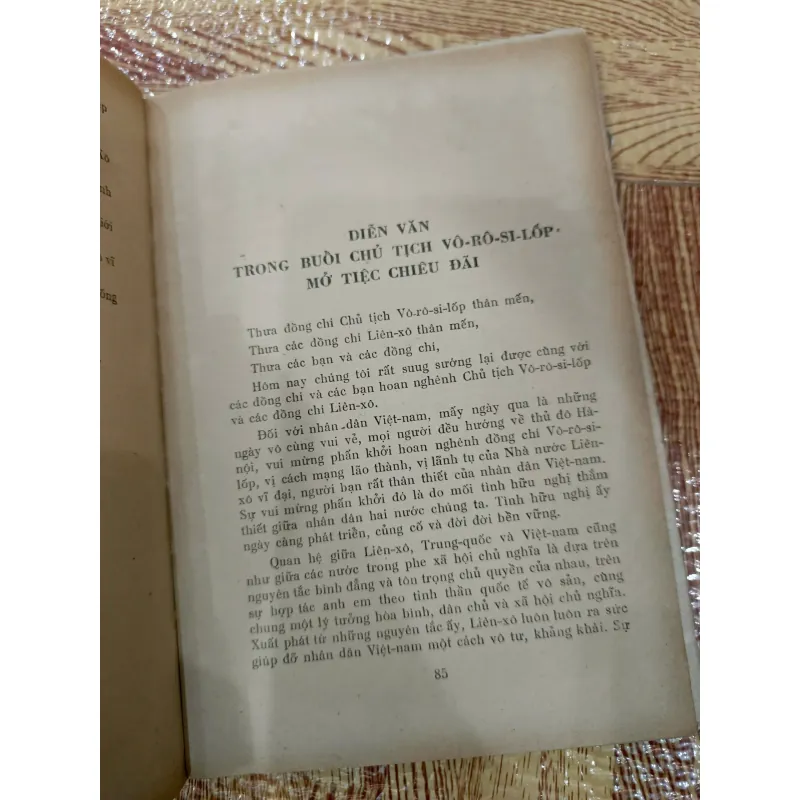 ớp
Xô
nh
iới
vĩ
ống
DIỄN VĂN
TRONG BUỔI CHỦ TỊCH VÔ-RÔ-SI-LỐP
MỞ TIỆC CHIÊU ĐÃI
Thưa đồng chí Chủ tịch Vô-rô-si-lốp thân mến,
Thưa các đồng chí Liên-xô thân mến,
Thưa các bạn và các đồng chí,
Hôm nay chúng tôi rất suug sướng lại được cùng với
các đồng chí và các bạn hoan nghênh Chủ tịch Vô-rô-si-lốp
và các đồng chí Liên-xô.
Đối với nhân dân Việt-nam, mấy ngày qua là những
ngày vô cùng vui vẻ, mọi người đều hướng về thủ đô Hà-
nội, vui mừng phấn khởi hoan nghênh đồng chí Vô-rô-si-
lốp, vị cách mạng lão thành, vị lãnh tụ của Nhà nước Liên-
xô vĩ đại, người bạn rất thân thiết của nhân dân Việt-nam.
Sự vui mừng phấn khởi đó là do mối tình hữu nghị thắm
thiết giữa nhân dân hai nước chúng ta. Tình hữu nghị ấy
ngày càng phát triển, củng cố và đời đời bền vững.
Quan hệ giữa Liên-xô, Trung-quốc và Việt-nam cũng
như giữa các nước trong phe xã hội chủ nghĩa là dựa trên
nguyên tắc bình đẳng và tôn trọng chủ quyền của nhau, trên
sự hợp tác anh em theo tinh thần quốc tế vô sản, cùng
chung một lý tưởng hòa bình, dân chủ và xã hội chủ nghĩa.
Xuất phát từ những nguyên tắc ấy, Liên-xô luôn luôn ra sức
giúp đỡ nhân dân Việt-nam một cách vô tư, khảng khái. Sự
85